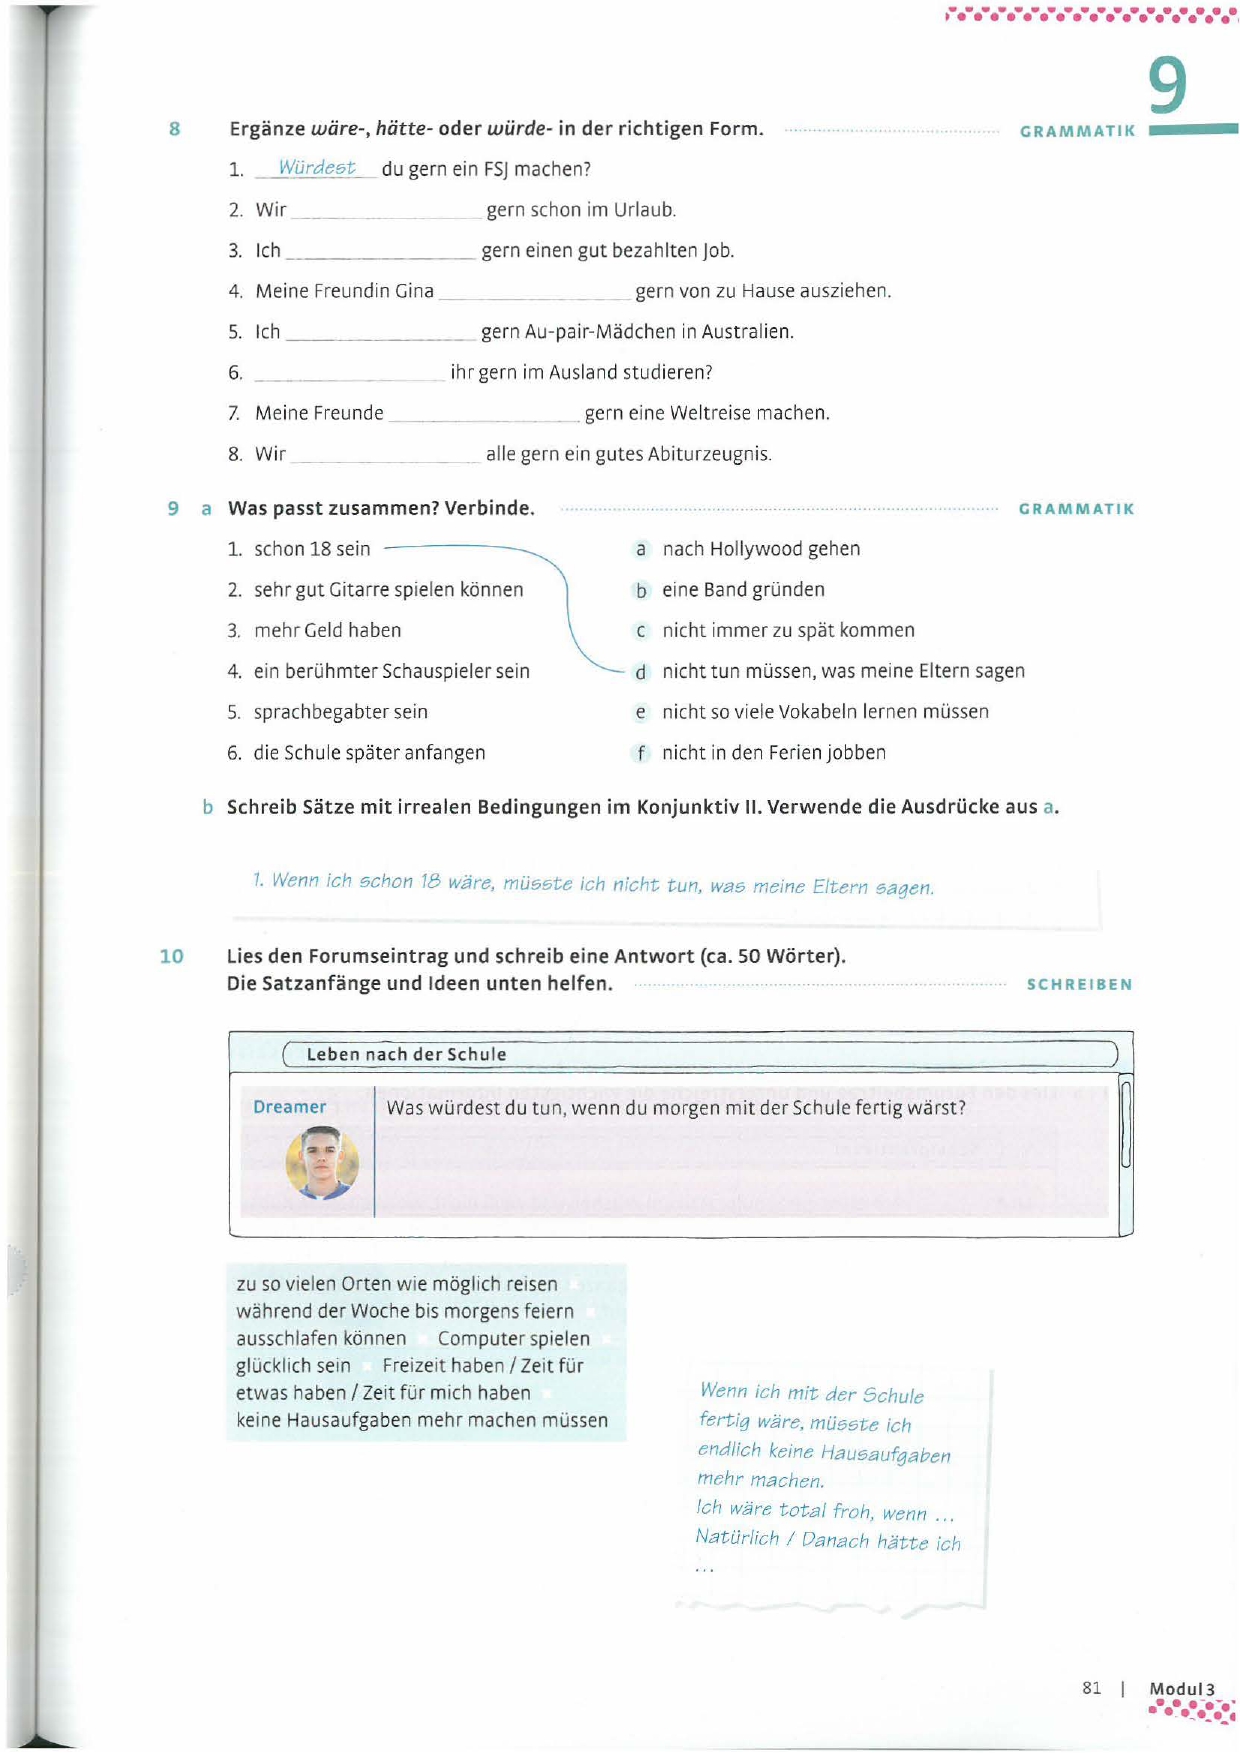 9
8 Ergänze wäre-, hätte- oder würde- in der richtigen Form. GRAMMATIK
1. Würdest du gern ein FSJ machen?
2. Wir ____ gern schon im Urlaub.
3. Ich ____ gern einen gut bezahlten Job.
4. Meine Freundin Gina ____ gern von zu Hause ausziehen.
5. Ich ____ gern Au-pair-Mädchen in Australien.
6. ____ ihr gern im Ausland studieren?
7. Meine Freunde ____ gern eine Weltreise machen.
8. Wir ____ alle gern ein gutes Abiturzeugnis.
9 a Was passt zusammen? Verbinde. GRAMMATIK
1. schon 18 sein a nach Hollywood gehen
2. sehr gut Gitarre spielen können b eine Band gründen
3. mehr Geld haben c nicht immer zu spät kommen
4. ein berühmter Schauspieler sein d nicht tun müssen, was meine Eltern sagen
5. sprachbegabter sein e nicht so viele Vokabeln lernen müssen
6. die Schule später anfangen f nicht in den Ferien jobben
b Schreib Sätze mit irrealen Bedingungen im Konjunktiv II. Verwende die Ausdrücke aus a.
1. Wenn ich schon 18 wäre, müsste ich nicht tun, was meine Eltern sagen.
10 Lies den Forumseintrag und schreib eine Antwort (ca. 50 Wörter).
Die Satzanfänge und Ideen unten helfen. SCHREIBEN
Leben nach der Schule
Dreamer Was würdest du tun, wenn du morgen mit der Schule fertig wärst?
zu so vielen Orten wie möglich reisen
während der Woche bis morgens feiern
ausschlafen können Computer spielen
glücklich sein Freizeit haben / Zeit für
etwas haben / Zeit für mich haben
keine Hausaufgaben mehr machen müssen
Wenn ich mit der Schule
fertig wäre, müsste ich
endlich keine Hausaufgaben
mehr machen.
Ich wäre total froh, wenn ...
Natürlich / Danach hätte ich
...
81 | Modul 3